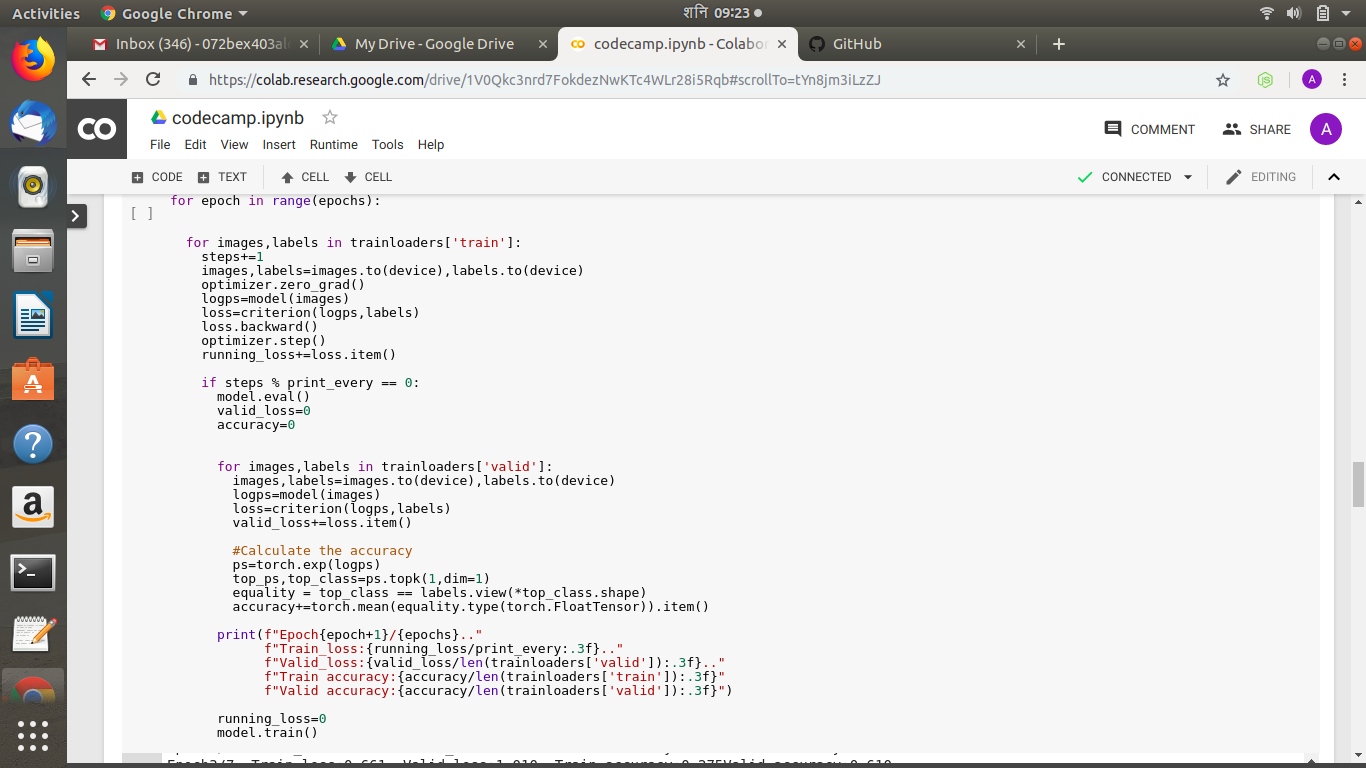 Activities Google Chrome शनि 09:23
Inbox (346) - 072bex403al My Drive - Google Drive codecamp.ipynb - Colabor GitHub
https://colab.research.google.com/drive/1V0Qkc3nrd7FokdezNwKTc4WLr28i5Rqb#scrollTo=tYn8jm3iLzZJ A
CO codecamp.ipynb
COMMENT SHARE A
File Edit View Insert Runtime Tools Help
CODE TEXT CELL CELL CONNECTED EDITING
for epoch in range(epochs):
[ ]
for images,labels in trainloaders['train']:
steps+=1
images,labels=images.to(device),labels.to(device)
optimizer.zero_grad()
logps=model(images)
loss=criterion(logps,labels)
loss.backward()
optimizer.step()
running_loss+=loss.item()
if steps % print_every == 0:
model.eval()
valid_loss=0
accuracy=0
for images,labels in trainloaders['valid']:
images,labels=images.to(device),labels.to(device)
logps=model(images)
loss=criterion(logps,labels)
valid_loss+=loss.item()
#Calculate the accuracy
ps=torch.exp(logps)
top_ps,top_class=ps.topk(1,dim=1)
equality = top_class == labels.view(*top_class.shape)
accuracy+=torch.mean(equality.type(torch.FloatTensor)).item()
print(f"Epoch{epoch+1}/{epochs}.."
f"Train_loss:{running_loss/print_every:.3f}.."
f"Valid_loss:{valid_loss/len(trainloaders['valid']):.3f}.."
f"Train accuracy:{accuracy/len(trainloaders['train']):.3f}"
f"Valid accuracy:{accuracy/len(trainloaders['valid']):.3f}")
running_loss=0
model.train()